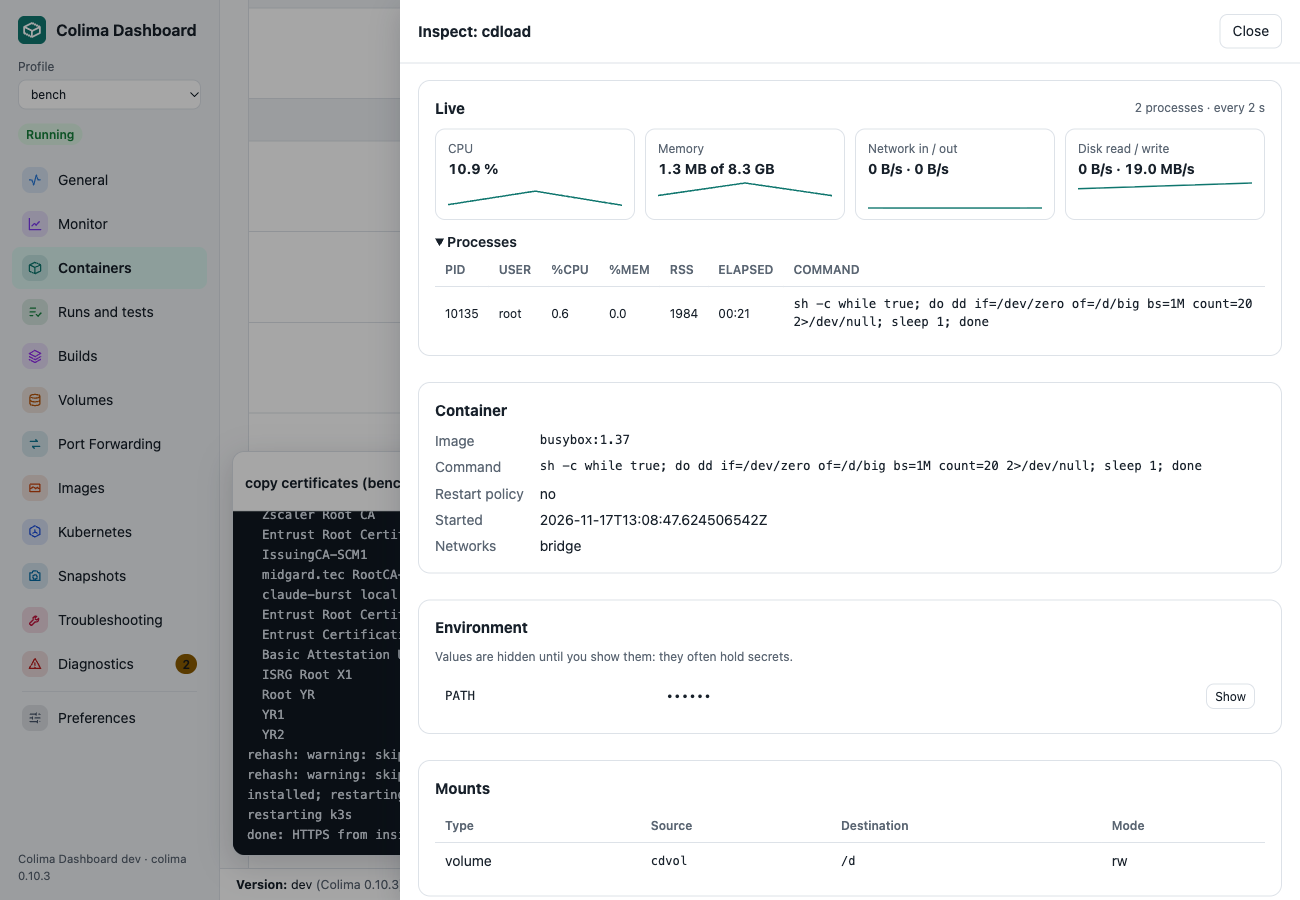 Colima Dashboard
Profile
bench
Running
General
Monitor
Containers
Runs and tests
Builds
Volumes
Port Forwarding
Images
Kubernetes
Snapshots
Troubleshooting
Diagnostics 2
Preferences
Colima Dashboard dev · colima
0.10.3
copy certificates (benc
Zscaler Root CA
Entrust Root Certif
IssuingCA-SCM1
midgard.tec RootCA-
claude-burst local
Entrust Root Certif
Entrust Certificati
Basic Attestation
ISRG Root X1
Root YR
YR1
YR2
rehash: warning: skip
rehash: warning: skip
installed; restarting
restarting k3s
done: HTTPS from insi
Version: dev (Colima 0.10.3
Inspect: cdload
Close
Live
2 processes · every 2 s
CPU
10.9 %
Memory
1.3 MB of 8.3 GB
Network in / out
0 B/s · 0 B/s
Disk read / write
0 B/s · 19.0 MB/s
▼ Processes
PID USER %CPU %MEM RSS ELAPSED COMMAND
10135 root 0.6 0.0 1984 00:21 sh -c while true; do dd if=/dev/zero of=/d/big bs=1M count=20
2>/dev/null; sleep 1; done
Container
Image busybox:1.37
Command sh -c while true; do dd if=/dev/zero of=/d/big bs=1M count=20 2>/dev/null; sleep 1; done
Restart policy no
Started 2026-11-17T13:08:47.624506542Z
Networks bridge
Environment
Values are hidden until you show them: they often hold secrets.
PATH •••••• Show
Mounts
Type Source Destination Mode
volume cdvol /d rw